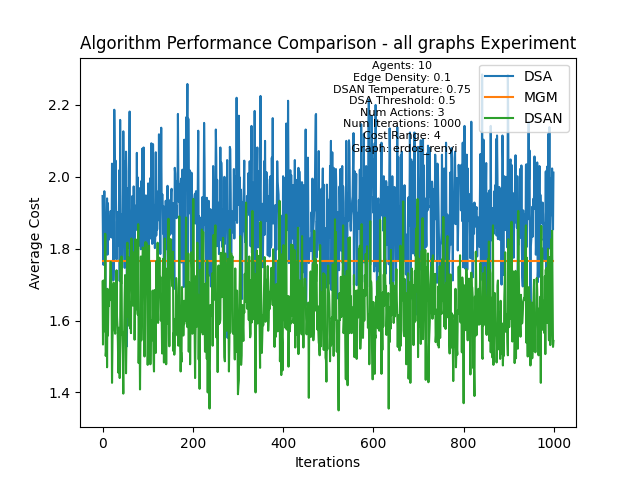 Algorithm Performance Comparison - all graphs Experiment
Agents: 10
Edge Density: 0.1
DSAN Temperature: 0.75
DSA Threshold: 0.5
Num Actions: 3
Num Iterations: 1000
Cost Range: 4
Graph: erdos_renyi
DSA
MGM
DSAN
Average Cost
2.2
2.0
1.8
1.6
1.4
0
200
400
600
800
1000
Iterations